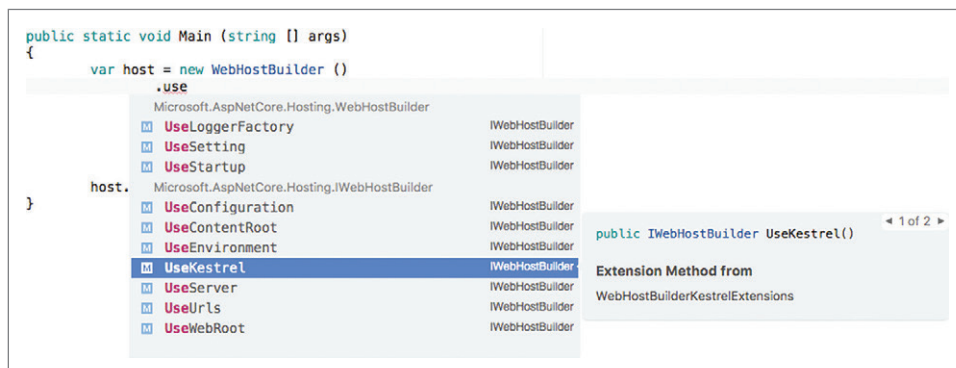 public static void Main (string [] args)
{
var host = new WebHostBuilder ()
.use
Microsoft.AspNetCore.Hosting.WebHostBuilder
M UseLoggerFactory IWebHostBuilder
M UseSetting IWebHostBuilder
M UseStartup IWebHostBuilder
host. Microsoft.AspNetCore.Hosting.IWebHostBuilder
}
M UseConfiguration IWebHostBuilder
M UseContentRoot IWebHostBuilder
M UseEnvironment IWebHostBuilder
M UseKestrel IWebHostBuilder
M UseServer IWebHostBuilder
M UseUrls IWebHostBuilder
M UseWebRoot IWebHostBuilder
◀ 1 of 2 ▶
public IWebHostBuilder UseKestrel()
Extension Method from
WebHostBuilderKestrelExtensions